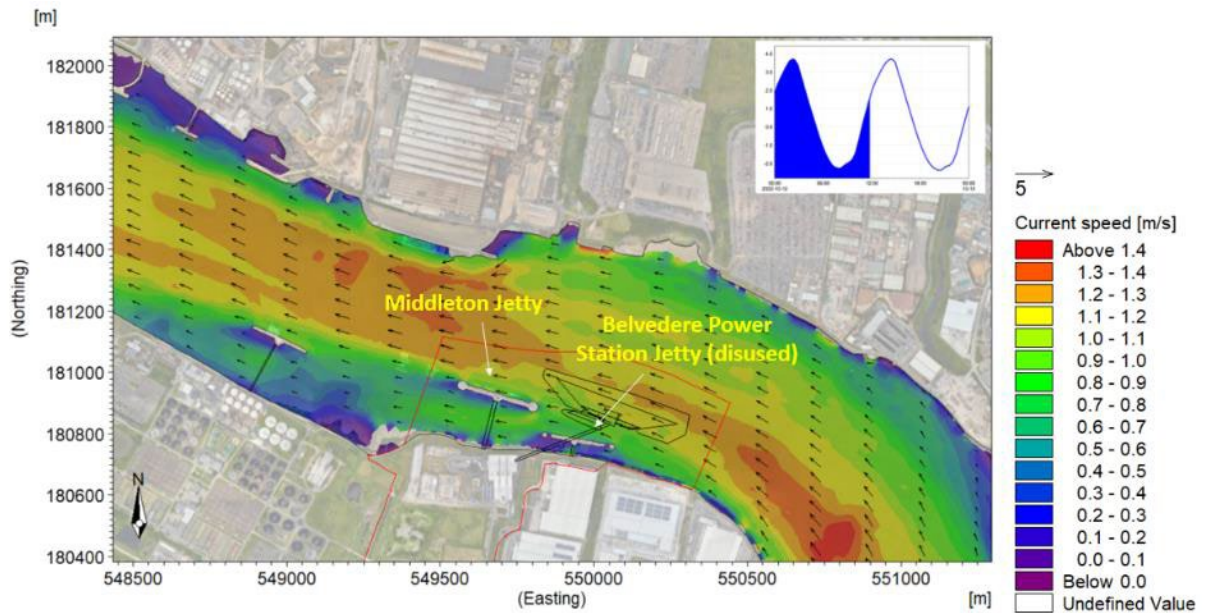 [m]
182000
181800
181600
181400
181200
181000
180800
180600
180400
(Northing)
Middleton Jetty
Belvedere Power
Station Jetty (disused)
N
548500 549000 549500 550000 550500 551000
(Easting)
[m]
5
Current speed [m/s]
Above 1.4
1.3 - 1.4
1.2 - 1.3
1.1 - 1.2
1.0 - 1.1
0.9 - 1.0
0.8 - 0.9
0.7 - 0.8
0.6 - 0.7
0.5 - 0.6
0.4 - 0.5
0.3 - 0.4
0.2 - 0.3
0.1 - 0.2
0.0 - 0.1
Below 0.0
Undefined Value